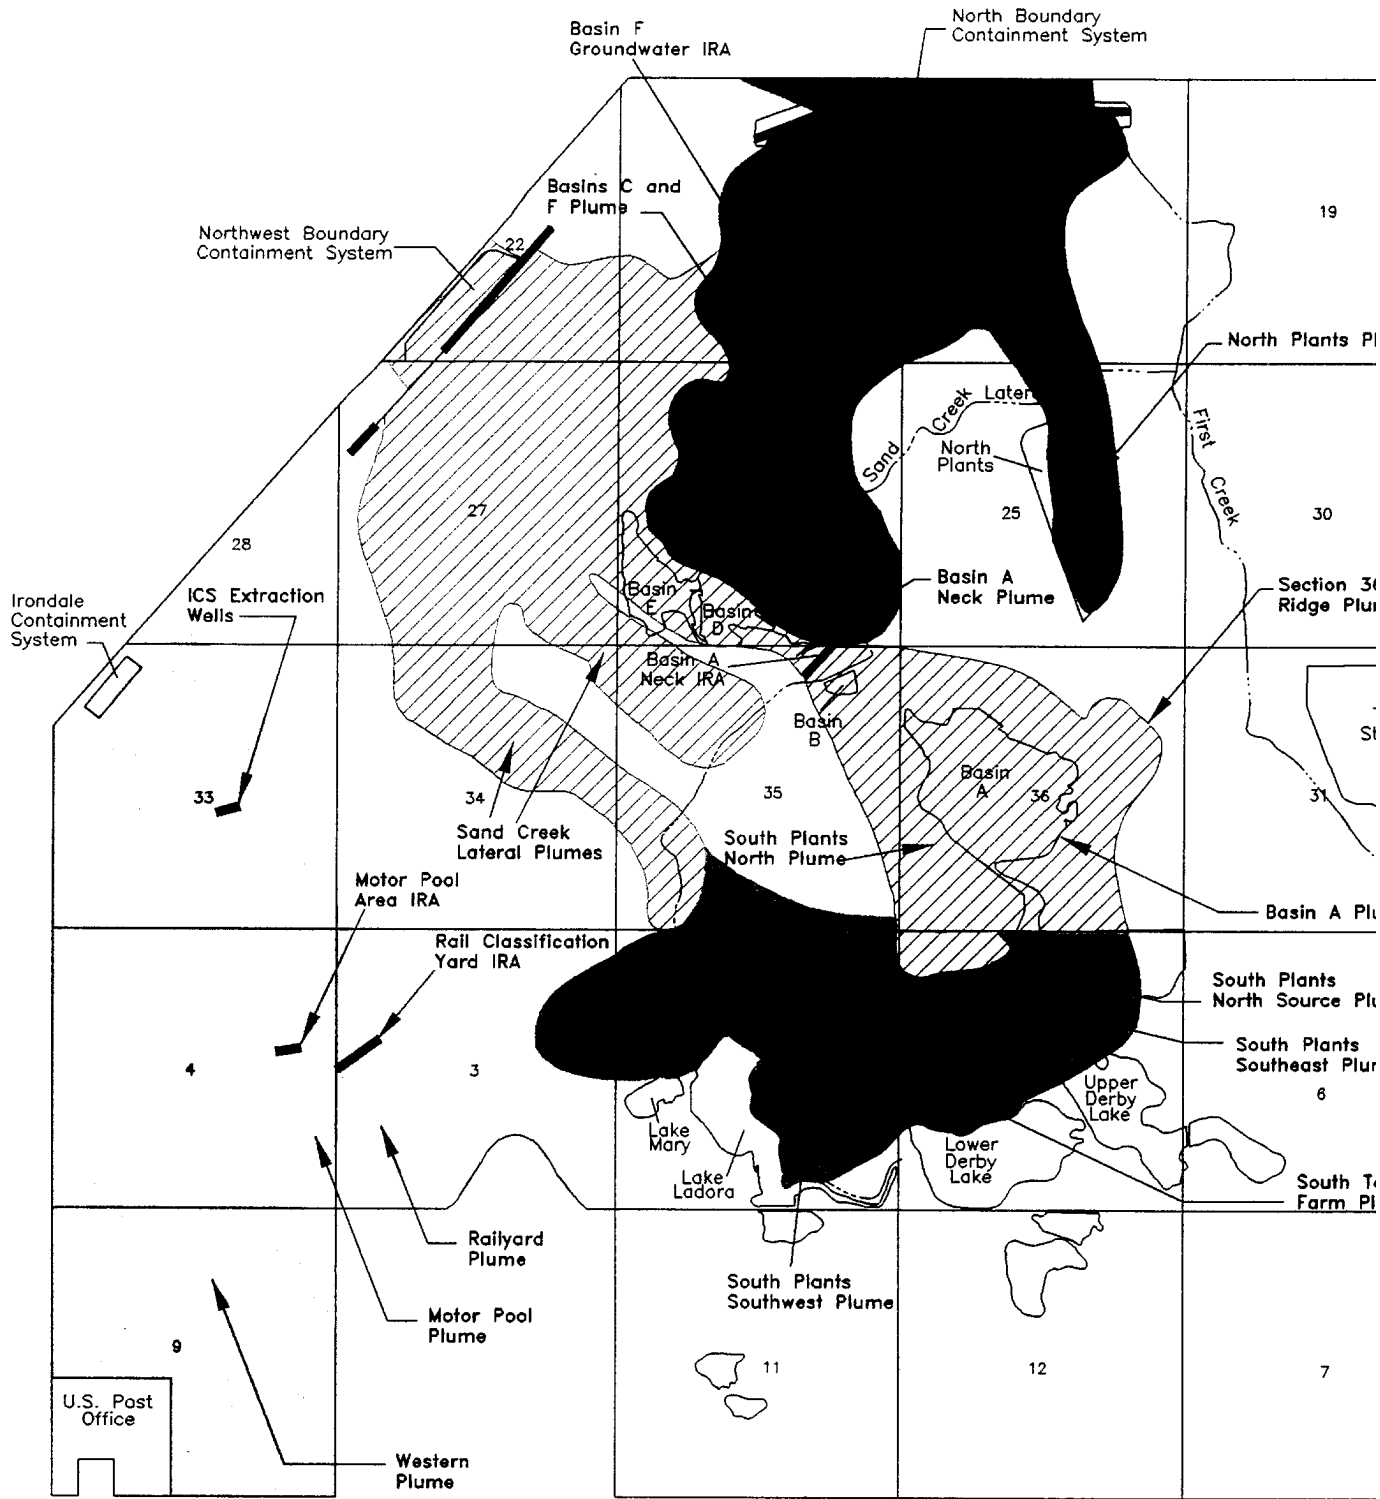 North Boundary
Containment System
Basin F
Groundwater IRA
Basins C and
F Plume
Northwest Boundary
Containment System
22
19
North Plants Pl
Sand Creek Latera
North
Plants
First Creek
27
25
30
28
Basin A
Neck Plume
Section 36
Ridge Plum
Irondale
Containment
System
ICS Extraction
Wells
Basin
E
Basin
D
Basin A
Neck IRA
Basin
B
St
Basin
A
36
33
34
35
31
Sand Creek
Lateral Plumes
South Plants
North Plume
Motor Pool
Area IRA
Basin A Plu
Rail Classification
Yard IRA
South Plants
North Source Plu
South Plants
Southeast Plum
4
3
6
Upper
Derby
Lake
Lake
Mary
Lower
Derby
Lake
Lake
Ladora
South Ta
Farm Pl
Railyard
Plume
South Plants
Southwest Plume
Motor Pool
Plume
9
11
12
7
U.S. Post
Office
Western
Plume